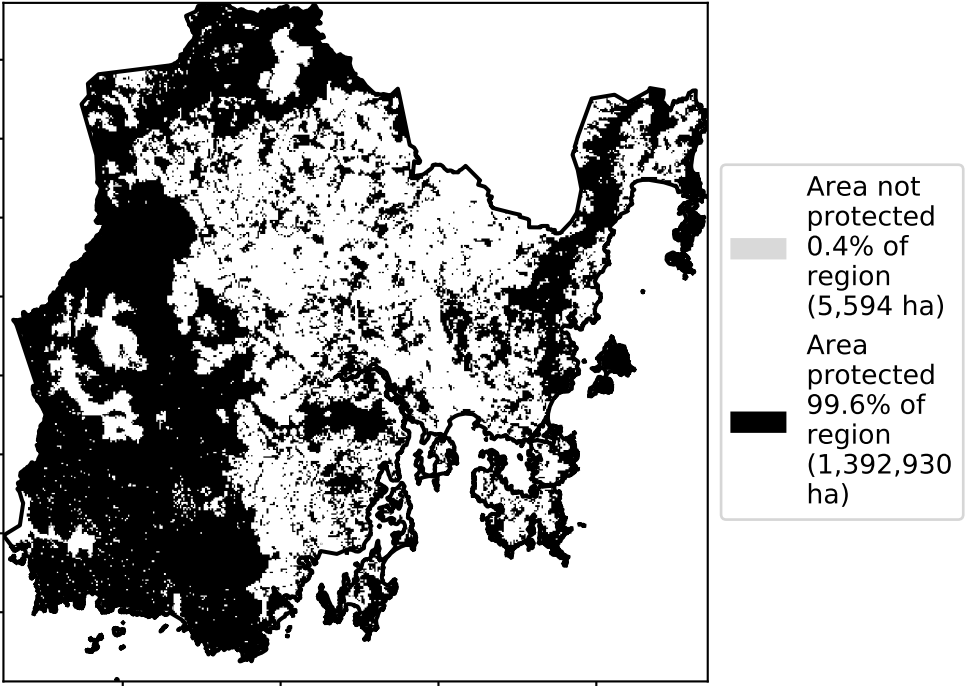 Area not
protected
0.4% of
region
(5,594 ha)
Area
protected
99.6% of
region
(1,392,930
ha)